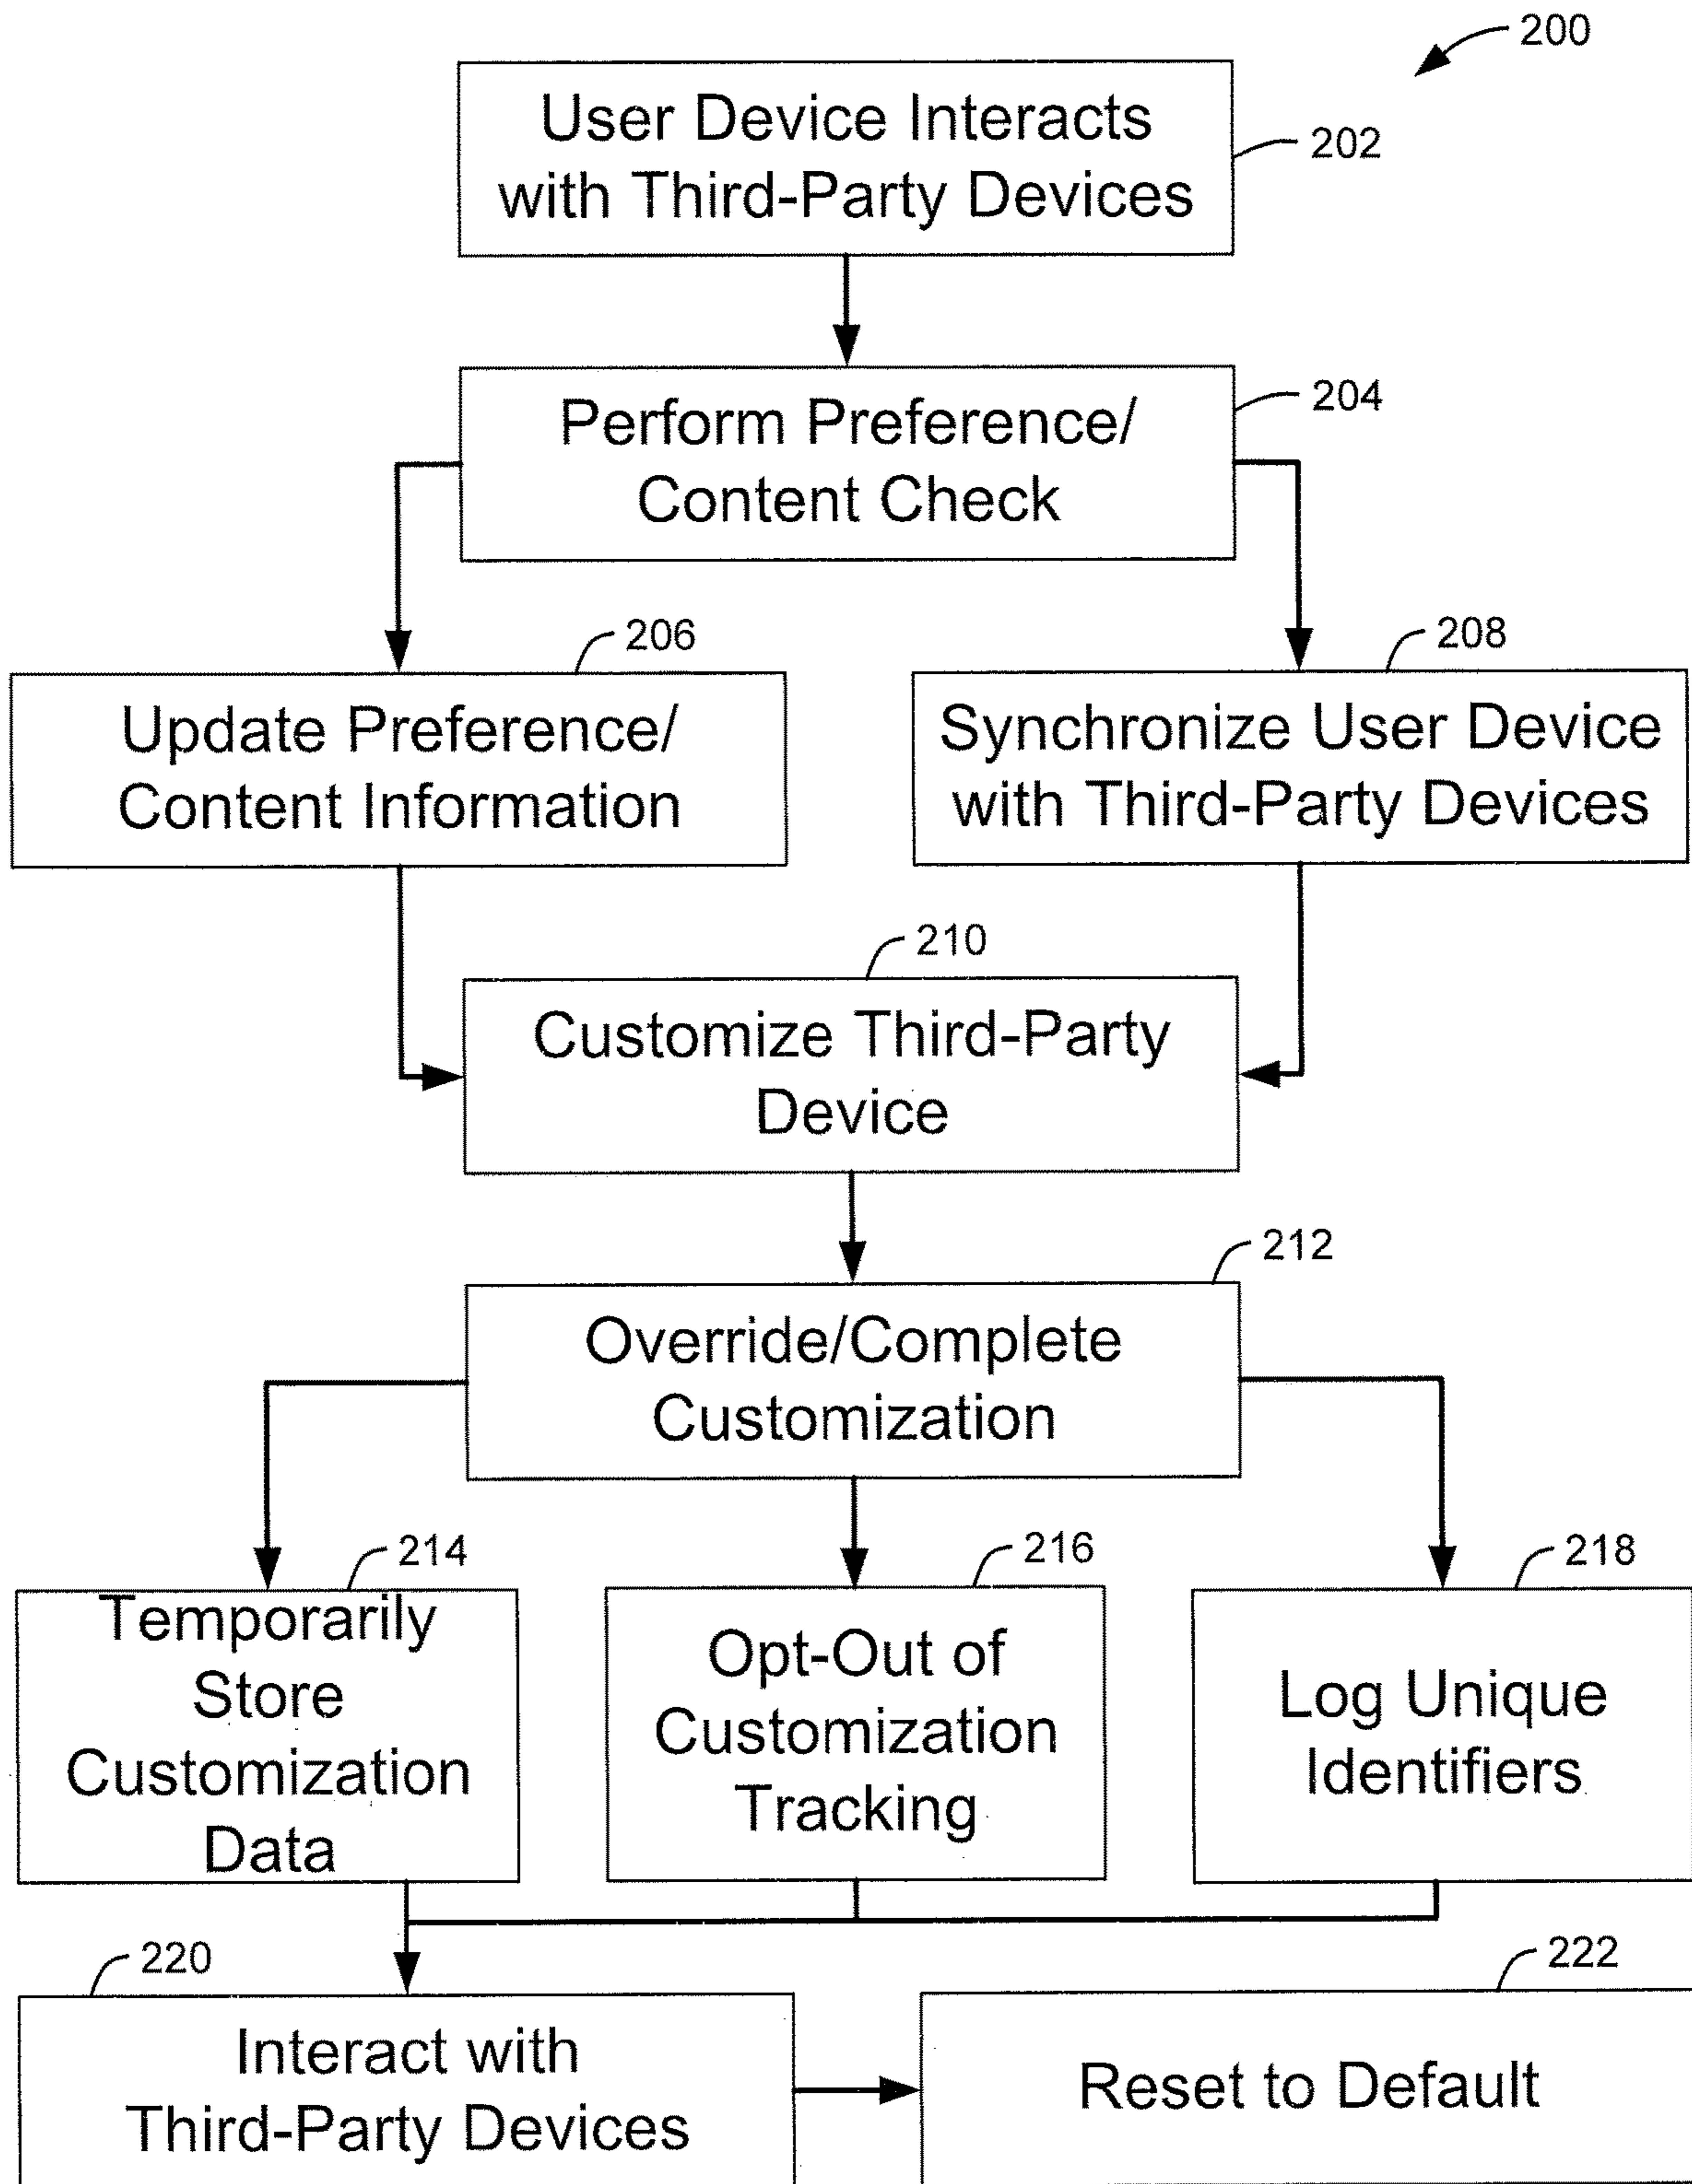 200
User Device Interacts
with Third-Party Devices
202
Perform Preference/
Content Check
204
206
Update Preference/
Content Information
208
Synchronize User Device
with Third-Party Devices
210
Customize Third-Party
Device
212
Override/Complete
Customization
214
Temporarily
Store
Customization
Data
216
Opt-Out of
Customization
Tracking
218
Log Unique
Identifiers
220
Interact with
Third-Party Devices
222
Reset to Default